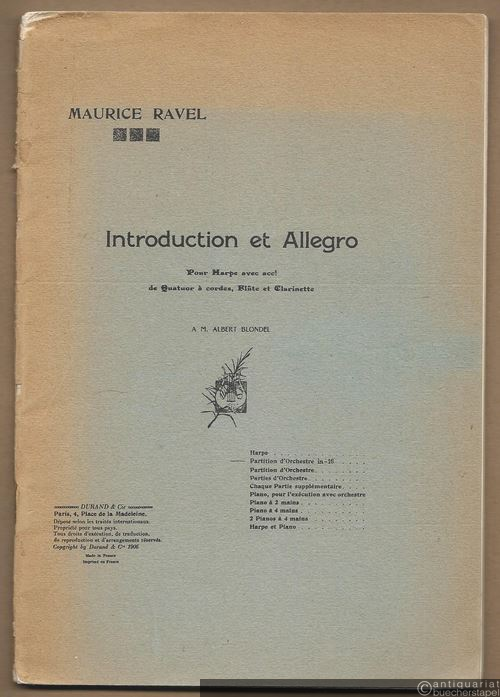 MAURICE RAVEL
Introduction et Allegro
Pour Harpe avec acct
de Quatuor à cordes, Flûte et Clarinette
A M. ALBERT BLONDEL
Harpe . . . . . . . . . . . . .
Partition d'Orchestre in-16 . . . . .
Partition d'Orchestre. . . . . . . .
Parties d'Orchestre. . . . . . . . .
Chaque Partie supplémentaire. . . .
Piano, pour l'exécution avec orchestre
Piano à 2 mains . . . . . . . . . .
Piano à 4 mains . . . . . . . . . .
2 Pianos à 4 mains . . . . . . . .
Harpe et Piano . . . . . . . . . .
DURAND & Cie
Paris, 4, Place de la Madeleine.
Déposé selon les traités internationaux.
Propriété pour tous pays.
Tous droits d'exécution, de traduction,
de reproduction et d'arrangements réservés.
Copyright by Durand & Cie 1906
Made in France
Imprimé en France
©antiquariat
buecherstapel